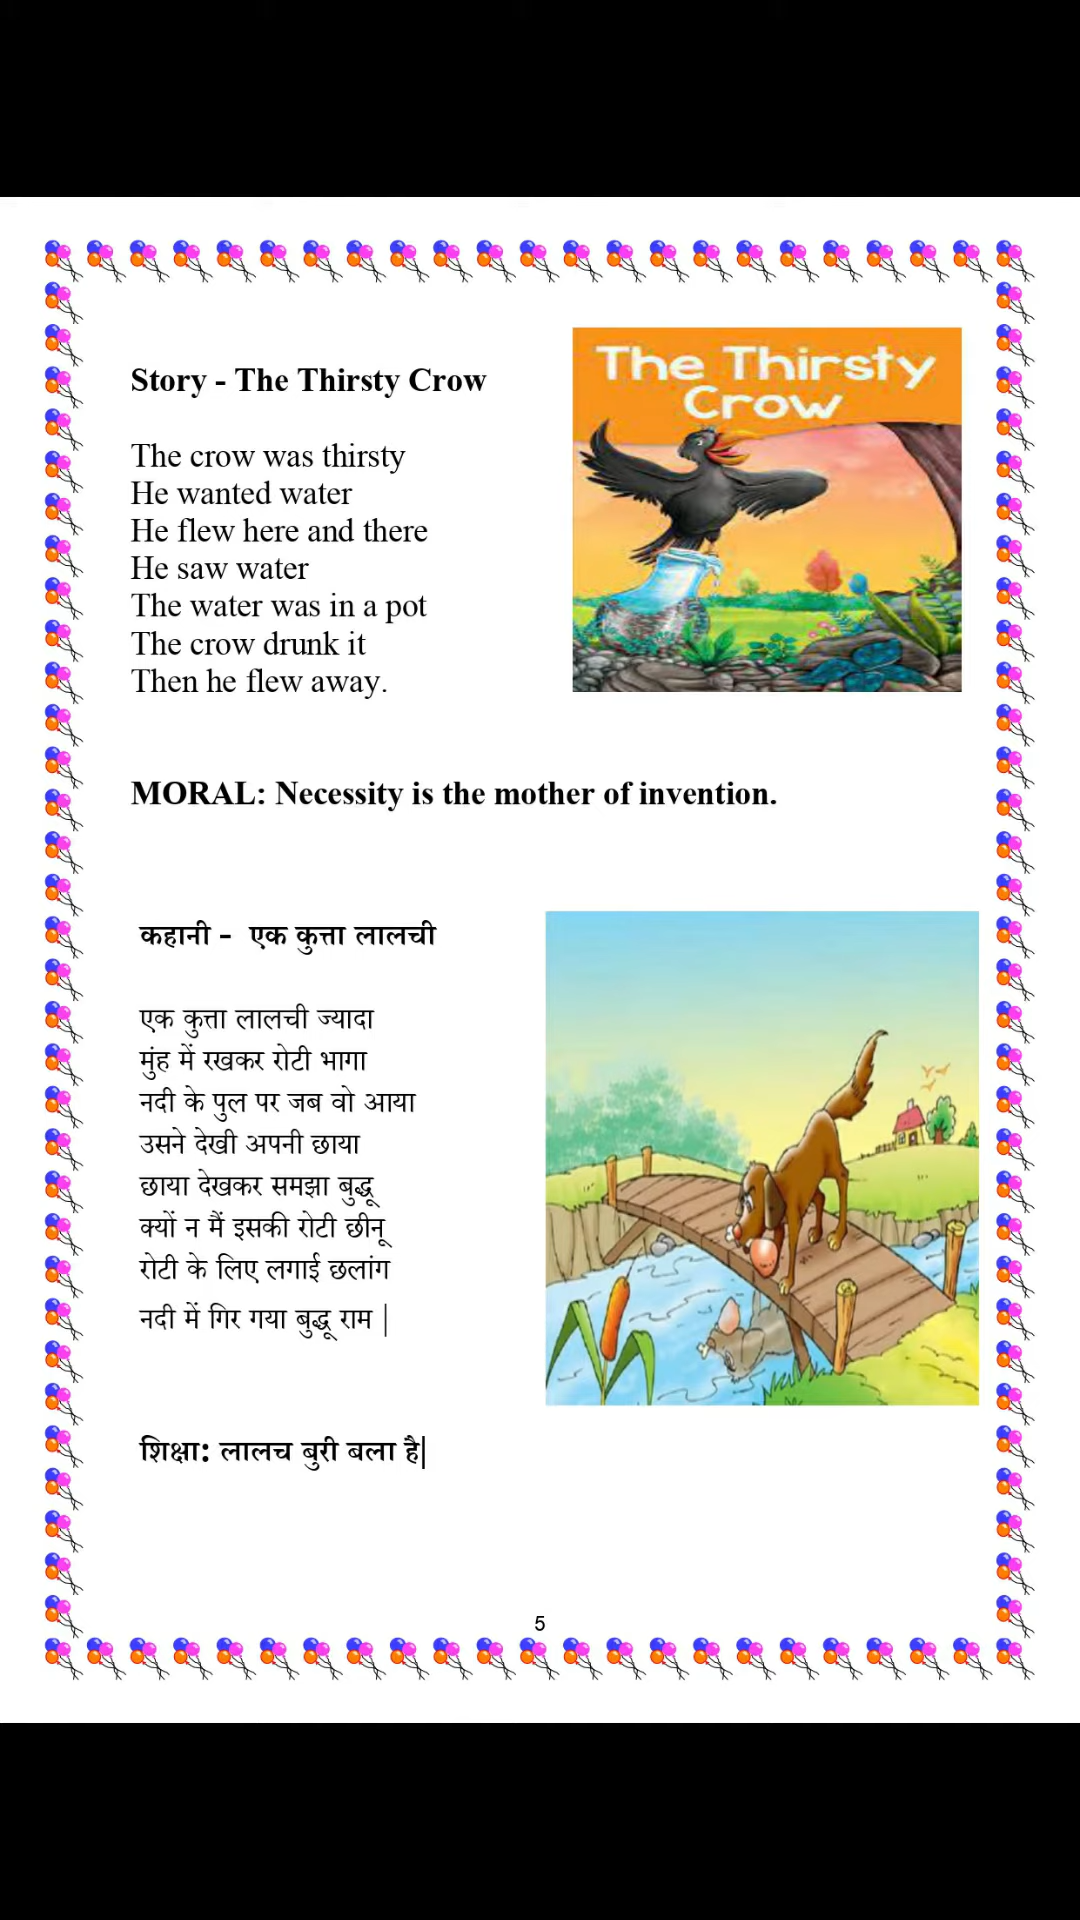 Story - The Thirsty Crow
The Thirsty
Crow
The crow was thirsty
He wanted water
He flew here and there
He saw water
The water was in a pot
The crow drunk it
Then he flew away.
MORAL: Necessity is the mother of invention.
कहानी - एक कुत्ता लालची
एक कुत्ता लालची ज्यादा
मुंह में रखकर रोटी भागा
नदी के पुल पर जब वो आया
उसने देखी अपनी छाया
छाया देखकर समझा बुद्धू
क्यों न मैं इसकी रोटी छीनू
रोटी के लिए लगाई छलांग
नदी में गिर गया बुद्धू राम |
शिक्षा: लालच बुरी बला है|
5